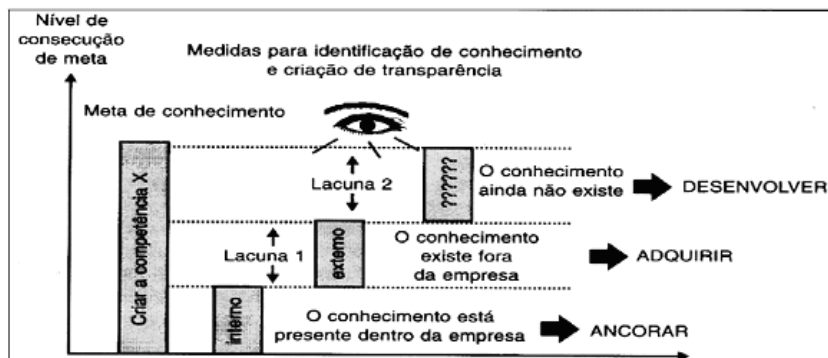 Nível de
consecução
de meta
Medidas para identificação de conhecimento
e criação de transparência
Meta de conhecimento
Criar a competência X
Lacuna 2
??????
O conhecimento
ainda não existe
DESENVOLVER
Lacuna 1
externo
O conhecimento
existe fora
da empresa
ADQUIRIR
interno
O conhecimento está
presente dentro da empresa
ANCORAR